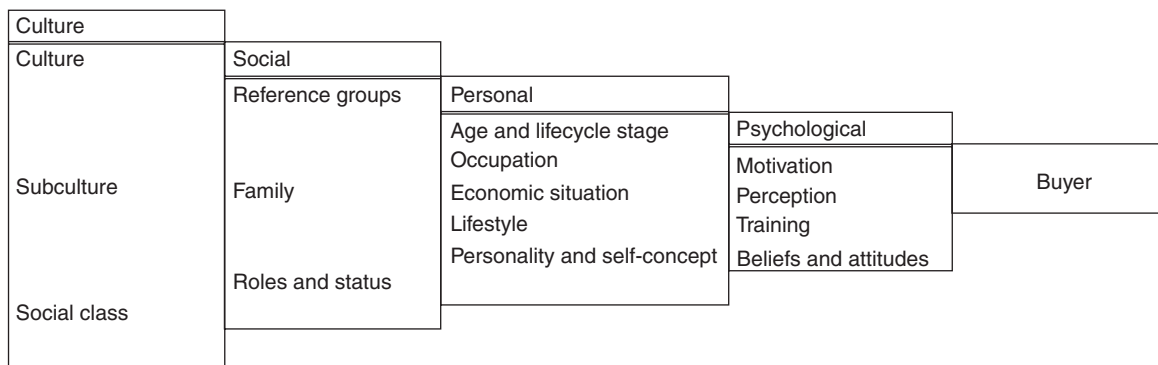 Culture
Culture
Subculture
Social class
Social
Reference groups
Family
Roles and status
Personal
Age and lifecycle stage
Occupation
Economic situation
Lifestyle
Personality and self-concept
Psychological
Motivation
Perception
Training
Beliefs and attitudes
Buyer